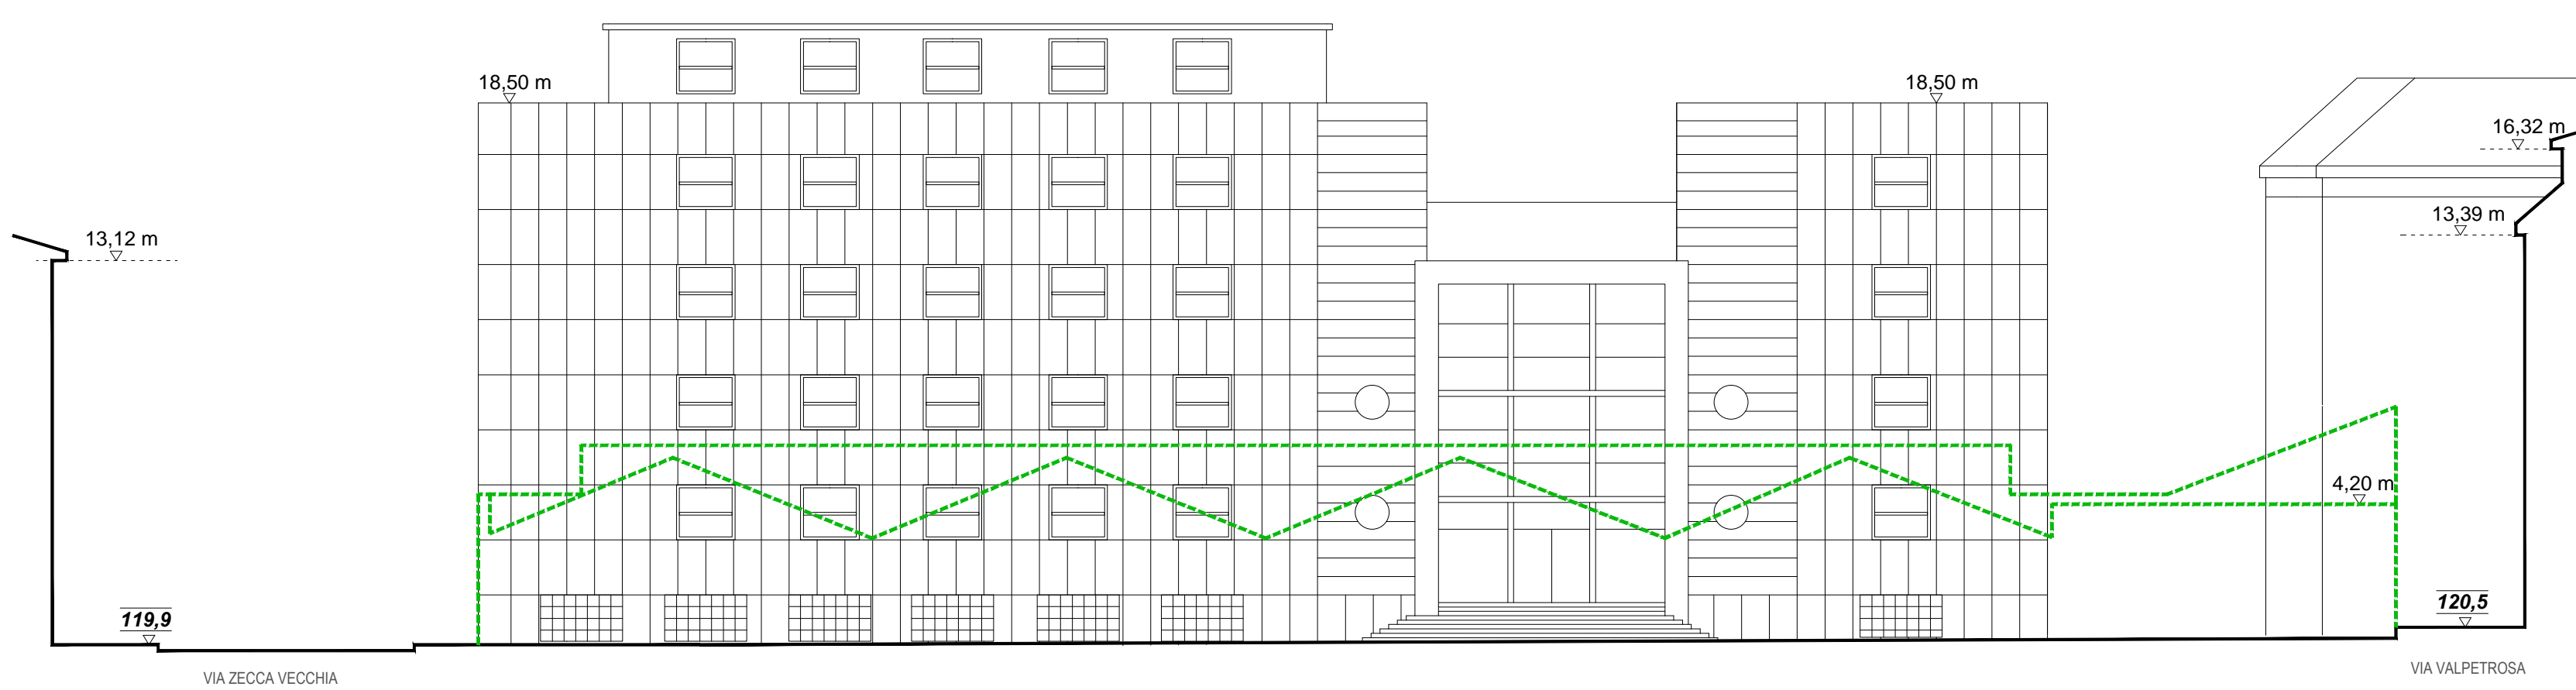 18,50 m
18,50 m
16,32 m
13,39 m
13,12 m
4,20 m
119,9
120,5
VIA ZECCA VECCHIA
VIA VALPETROSA